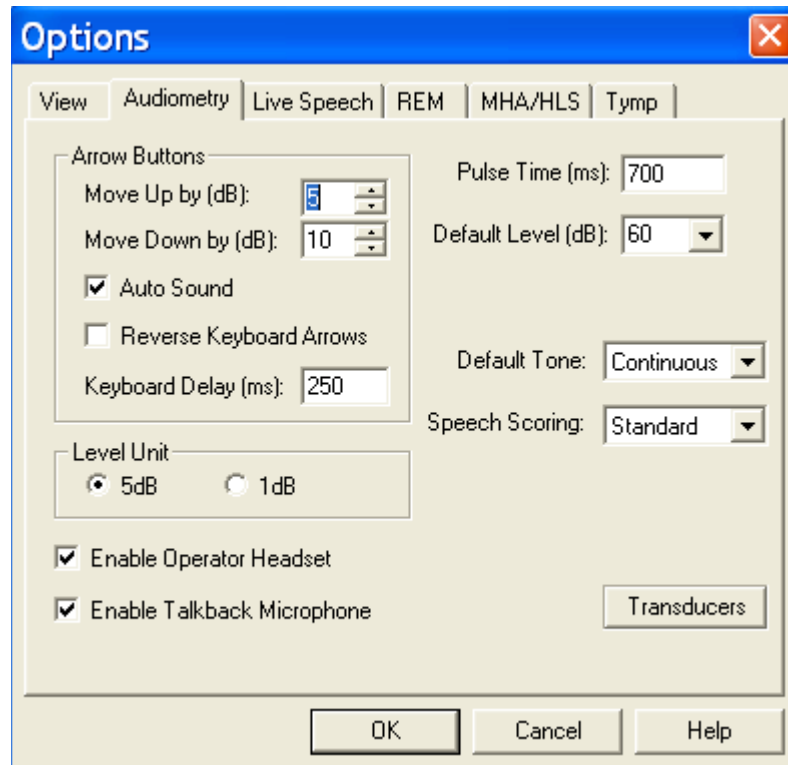 Options
View Audiometry Live Speech REM MHA/HLS Tymp
Arrow Buttons
Move Up by (dB): 5
Move Down by (dB): 10
Auto Sound
Reverse Keyboard Arrows
Keyboard Delay (ms): 250
Pulse Time (ms): 700
Default Level (dB): 60
Default Tone: Continuous
Speech Scoring: Standard
Level Unit
5dB 1dB
Enable Operator Headset
Enable Talkback Microphone
Transducers
OK Cancel Help